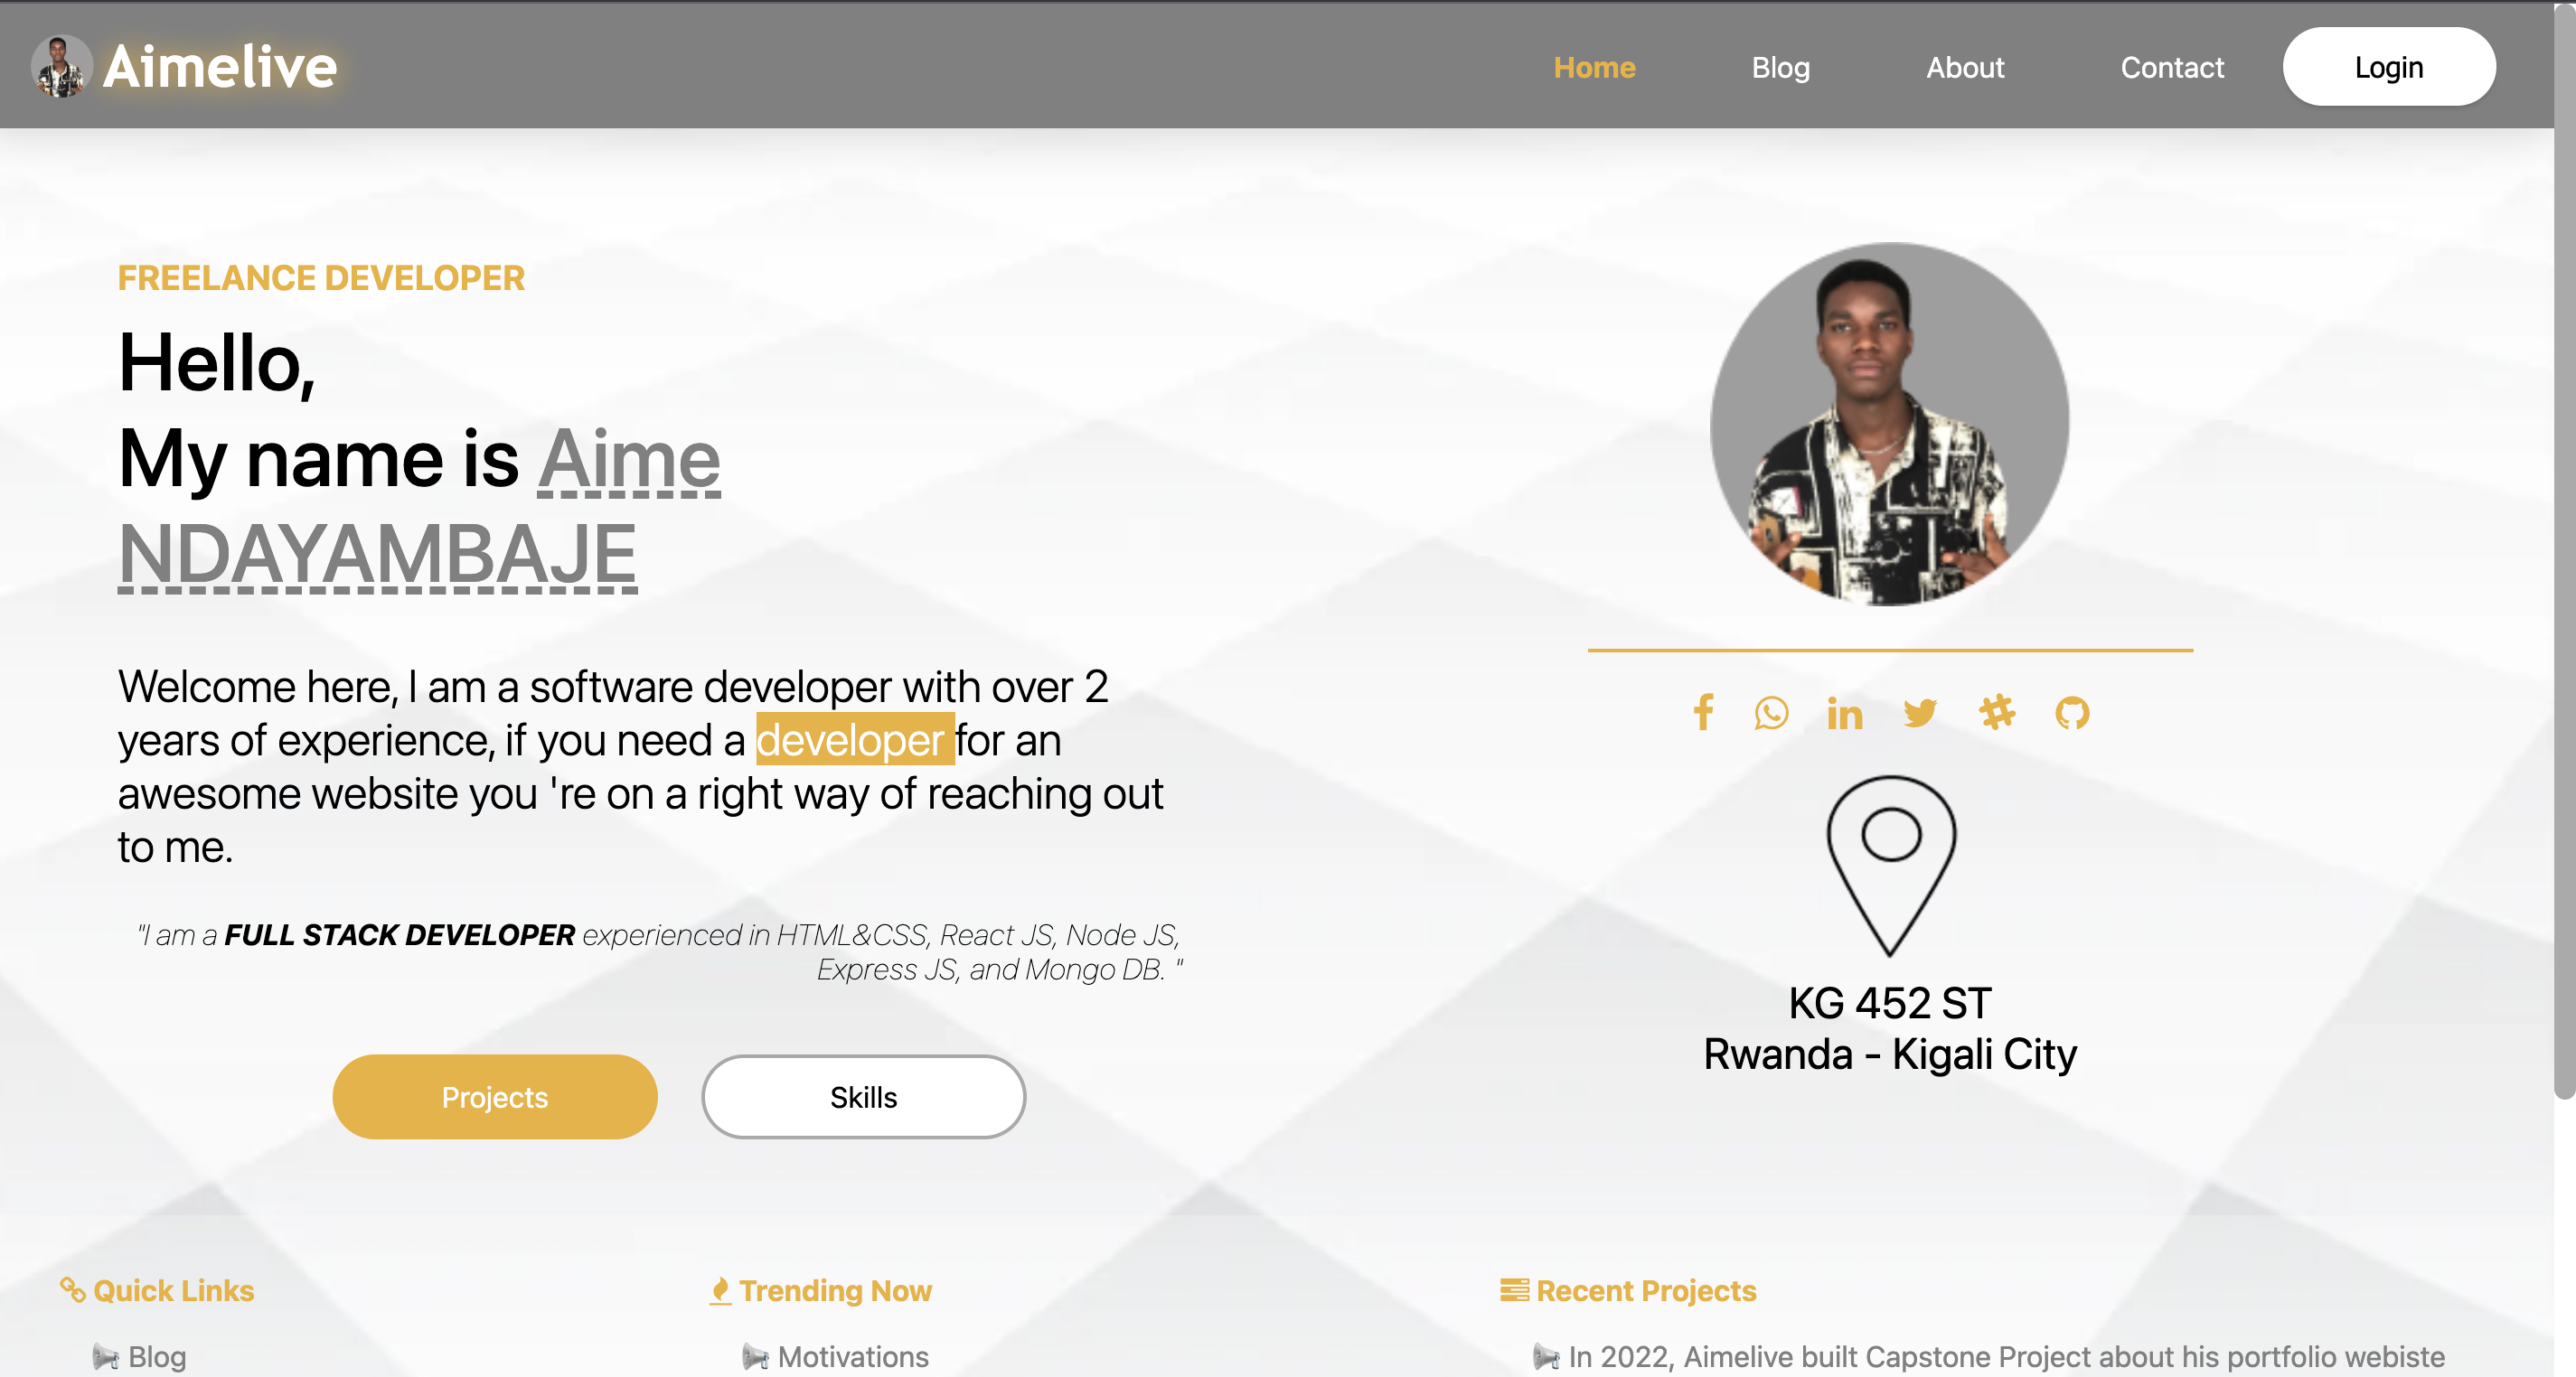 Aimelive
Home Blog About Contact Login
FREELANCE DEVELOPER
Hello,
My name is Aime
NDAYAMBAJE
Welcome here, I am a software developer with over 2
years of experience, if you need a developer for an
awesome website you 're on a right way of reaching out
to me.
"I am a FULL STACK DEVELOPER experienced in HTML&CSS, React JS, Node JS,
Express JS, and Mongo DB. "
Projects Skills
KG 452 ST
Rwanda - Kigali City
Quick Links
Blog
Trending Now
Motivations
Recent Projects
In 2022, Aimelive built Capstone Project about his portfolio webiste